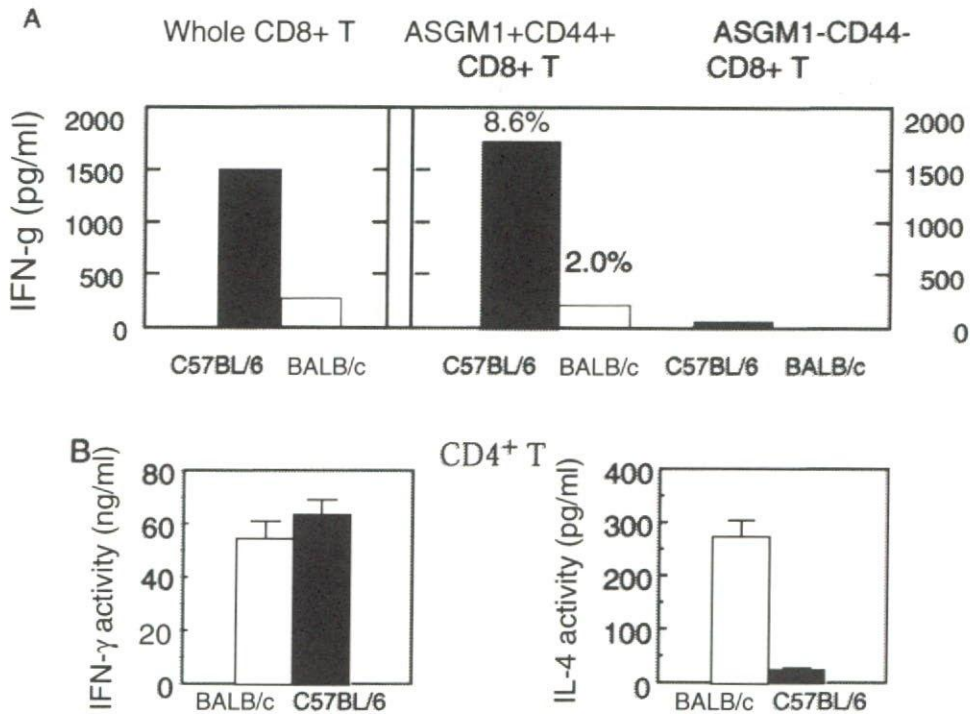 A
Whole CD8+ T
ASGM1+CD44+
CD8+ T
ASGM1-CD44-
CD8+ T
IFN-g (pg/ml)
2000
1500
1000
500
0
8.6%
2.0%
2000
1500
1000
500
0
C57BL/6 BALB/c
C57BL/6 BALB/c
C57BL/6 BALB/c
B
CD4+ T
IFN-γ activity (ng/ml)
80
60
40
20
0
BALB/c C57BL/6
IL-4 activity (pg/ml)
400
300
200
100
0
BALB/c C57BL/6